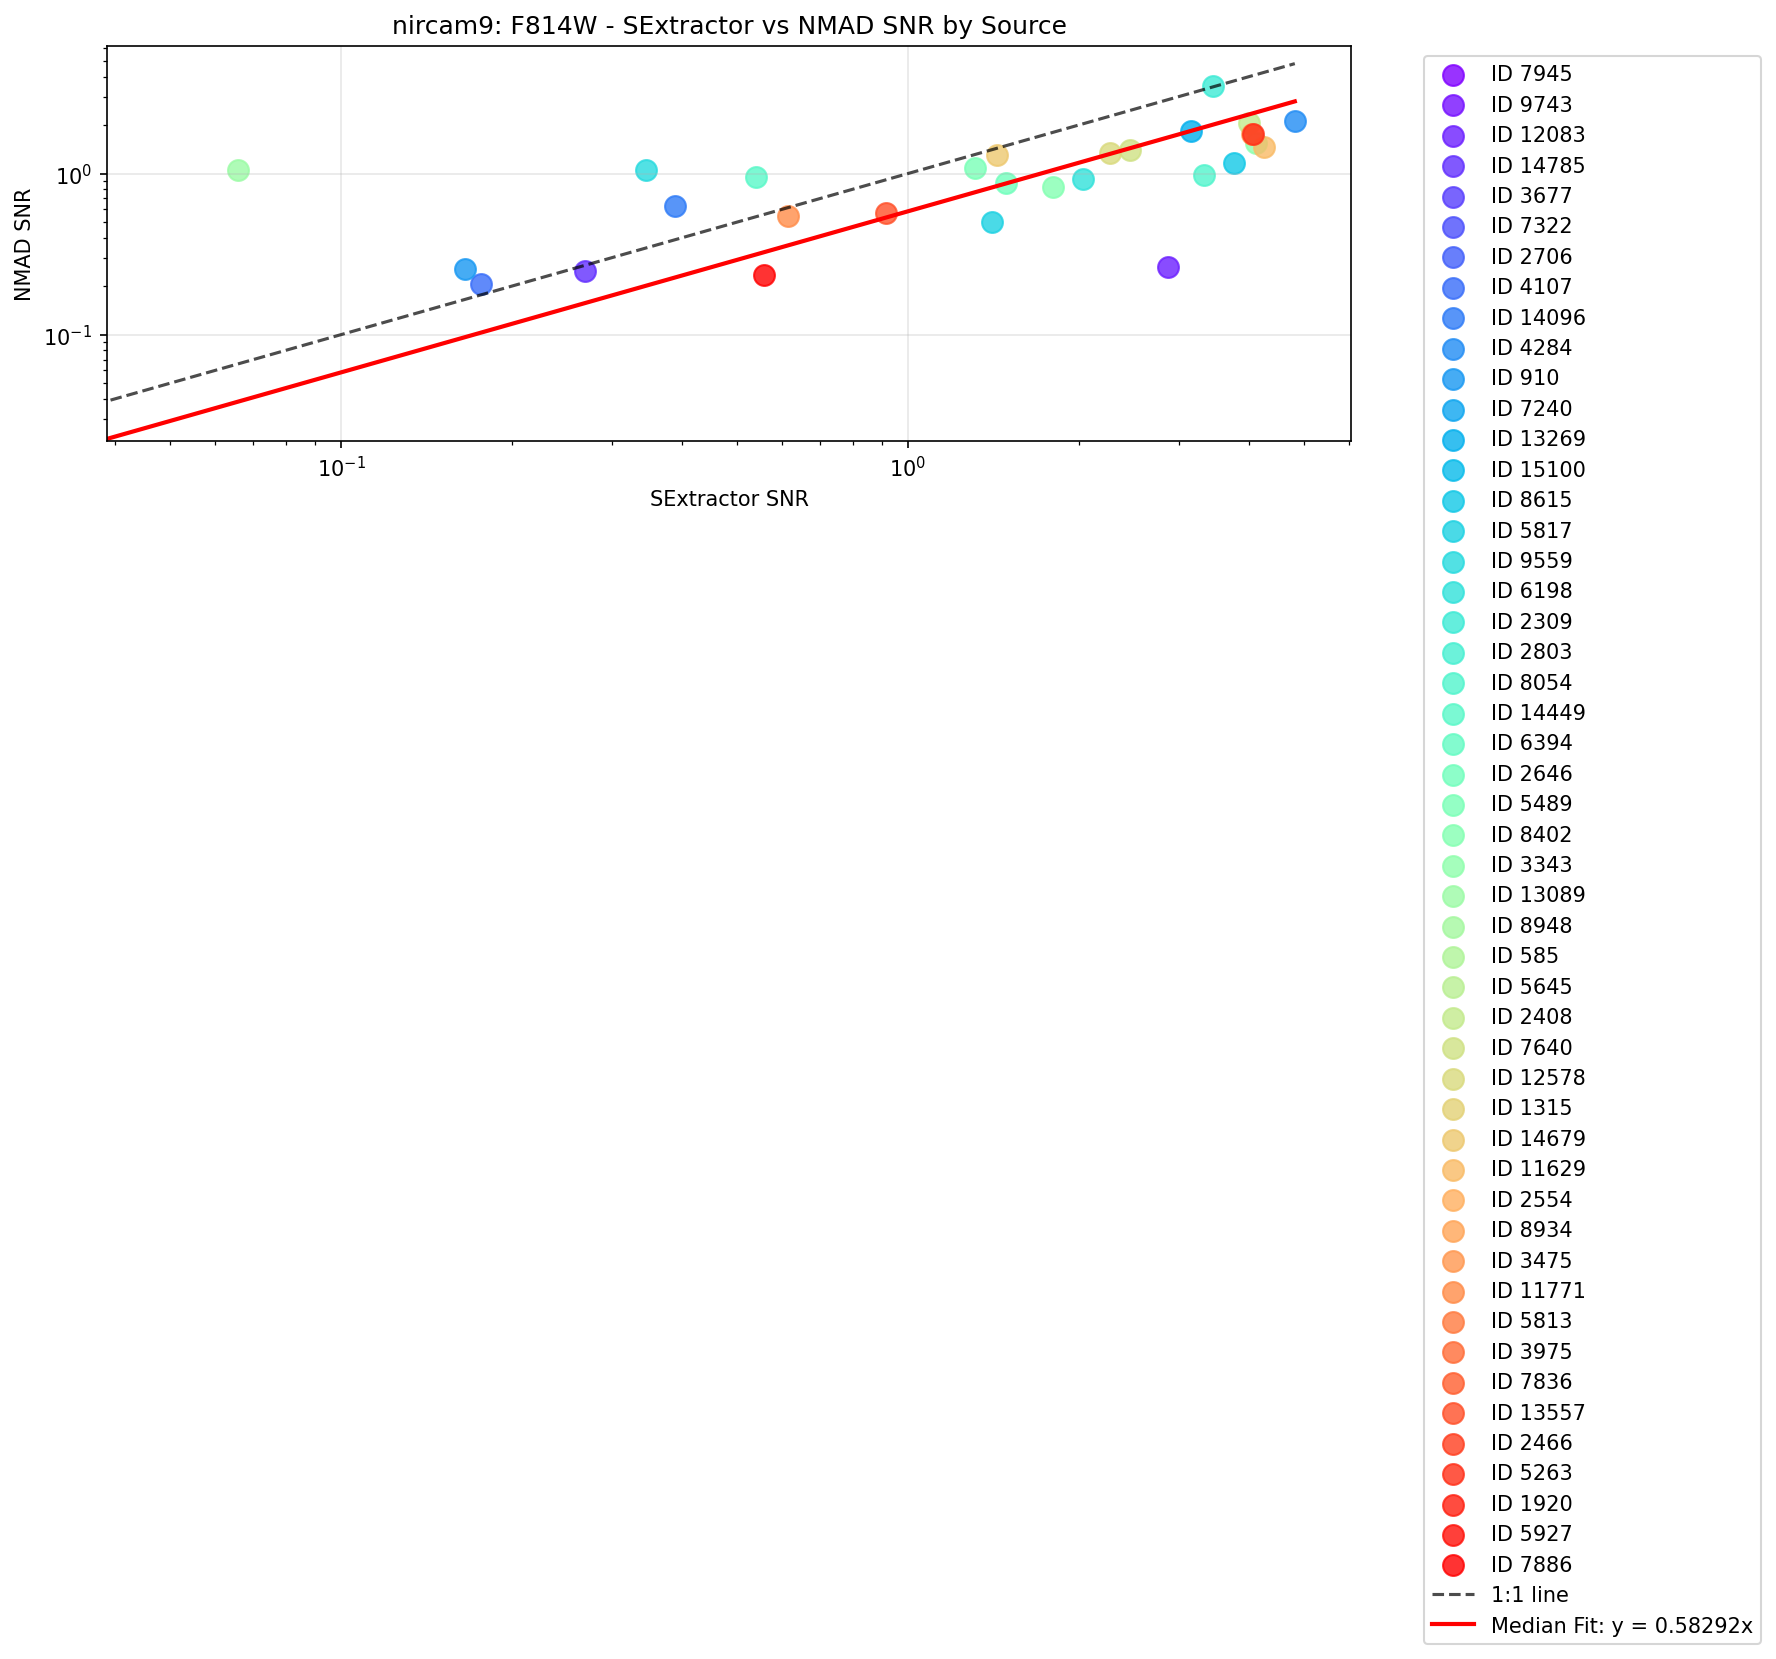 nircam9: F814W - SExtractor vs NMAD SNR by Source
NMAD SNR
10⁰
10⁻¹
10⁻¹
10⁰
SExtractor SNR
ID 7945
ID 9743
ID 12083
ID 14785
ID 3677
ID 7322
ID 2706
ID 4107
ID 14096
ID 4284
ID 910
ID 7240
ID 13269
ID 15100
ID 8615
ID 5817
ID 9559
ID 6198
ID 2309
ID 2803
ID 8054
ID 14449
ID 6394
ID 2646
ID 5489
ID 8402
ID 3343
ID 13089
ID 8948
ID 585
ID 5645
ID 2408
ID 7640
ID 12578
ID 1315
ID 14679
ID 11629
ID 2554
ID 8934
ID 3475
ID 11771
ID 5813
ID 3975
ID 7836
ID 13557
ID 2466
ID 5263
ID 1920
ID 5927
ID 7886
1:1 line
Median Fit: y = 0.58292x